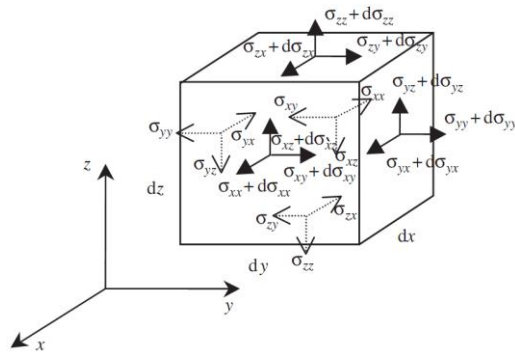 σzz + dσzz
σzx + dσzx
σzy + dσzy
σxy
σxx
σyz + dσyz
σyy
σyx
σxz + dσxz
σyy + dσyy
σyz
σxz
σxy + dσxy
σyx + dσyx
z
σxx + dσxx
dz
σzy
σzx
dx
dy
σzz
y
x